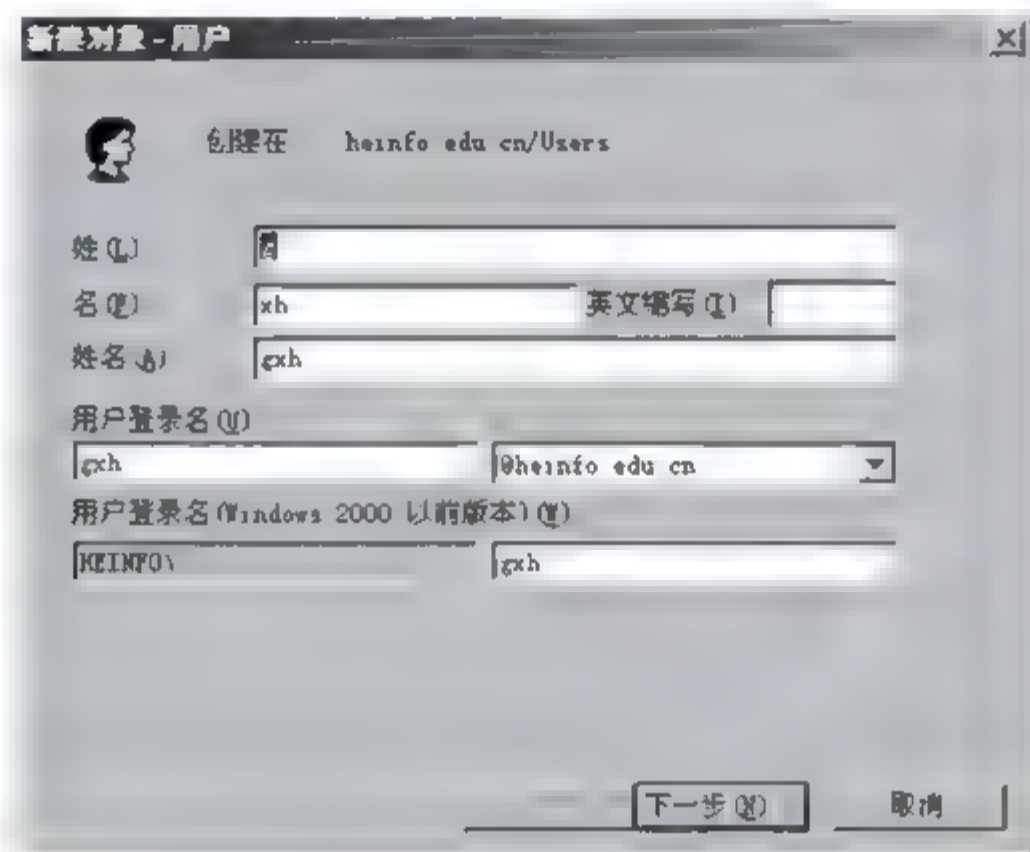 新建对象 - 用户
创建在 heinfo edu cn/Users
姓(L)
名(F) xh 英文缩写(I)
姓名(A) gxh
用户登录名(U)
gxh @heinfo edu cn
用户登录名(Windows 2000 以前版本)(W)
HEINFO\ gxh
下一步(N) 取消